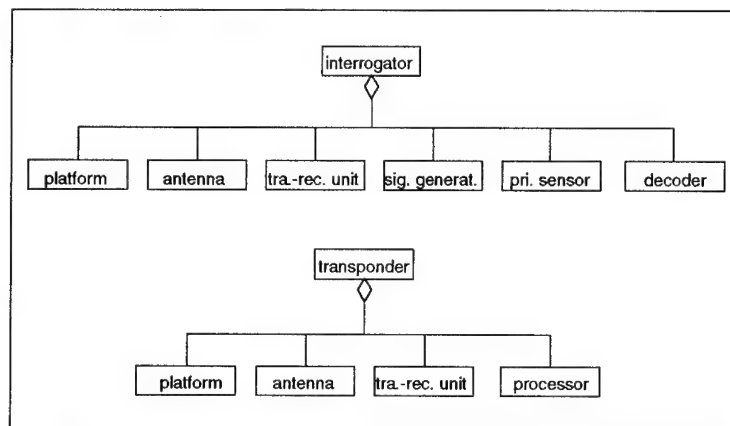 interrogator
platform
antenna
tra.-rec. unit
sig. generat.
pri. sensor
decoder
transponder
platform
antenna
tra.-rec. unit
processor